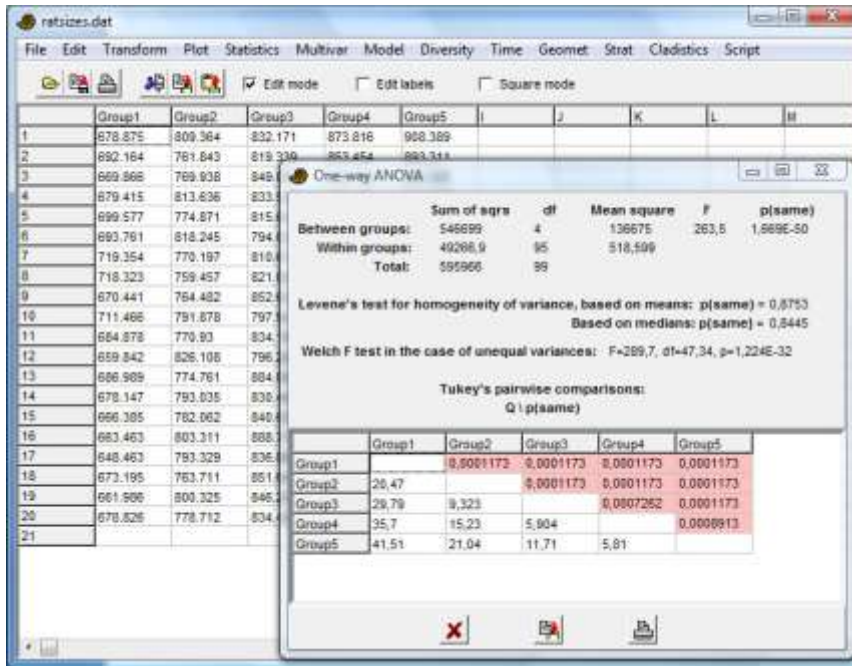 ratsizes.dat
File Edit Transform Plot Statistics Multivar Model Diversity Time Geomet Strat Cladistics Script
Edit mode Edit labels Square mode
Group1 Group2 Group3 Group4 Group5 I J K L M
1 678.875 809.364 832.171 873.816 908.389
2 692.164 761.843 819.339 863.454 893.311
3 669.866 769.938
4 679.415 813.636
5 699.577 774.871
6 693.761 818.245
7 719.354 770.197
8 718.323 759.457
9 670.441 764.482
10 711.466 791.878
11 684.878 770.93
12 659.842 826.108
13 686.989 774.761
14 678.147 793.035
15 666.385 782.062
16 663.463 803.311
17 648.463 793.329
18 673.195 763.711
19 661.986 800.325
20 678.826 778.712
21
One-way ANOVA
Sum of sqrs df Mean square F p(same)
Between groups: 546699 4 136675 263,5 1,669E-50
Within groups: 49266,9 95 518,599
Total: 595966 99
Levene's test for homogeneity of variance, based on means: p(same) = 0,8753
Based on medians: p(same) = 0,8445
Welch F test in the case of unequal variances: F=289,7, df=47,34, p=1,224E-32
Tukey's pairwise comparisons:
Q \ p(same)
Group1 Group2 Group3 Group4 Group5
Group1 0,0001173 0,0001173 0,0001173 0,0001173
Group2 20,47 0,0001173 0,0001173 0,0001173
Group3 29,79 9,323 0,0007262 0,0001173
Group4 35,7 15,23 5,904 0,0008913
Group5 41,51 21,04 11,71 5,81